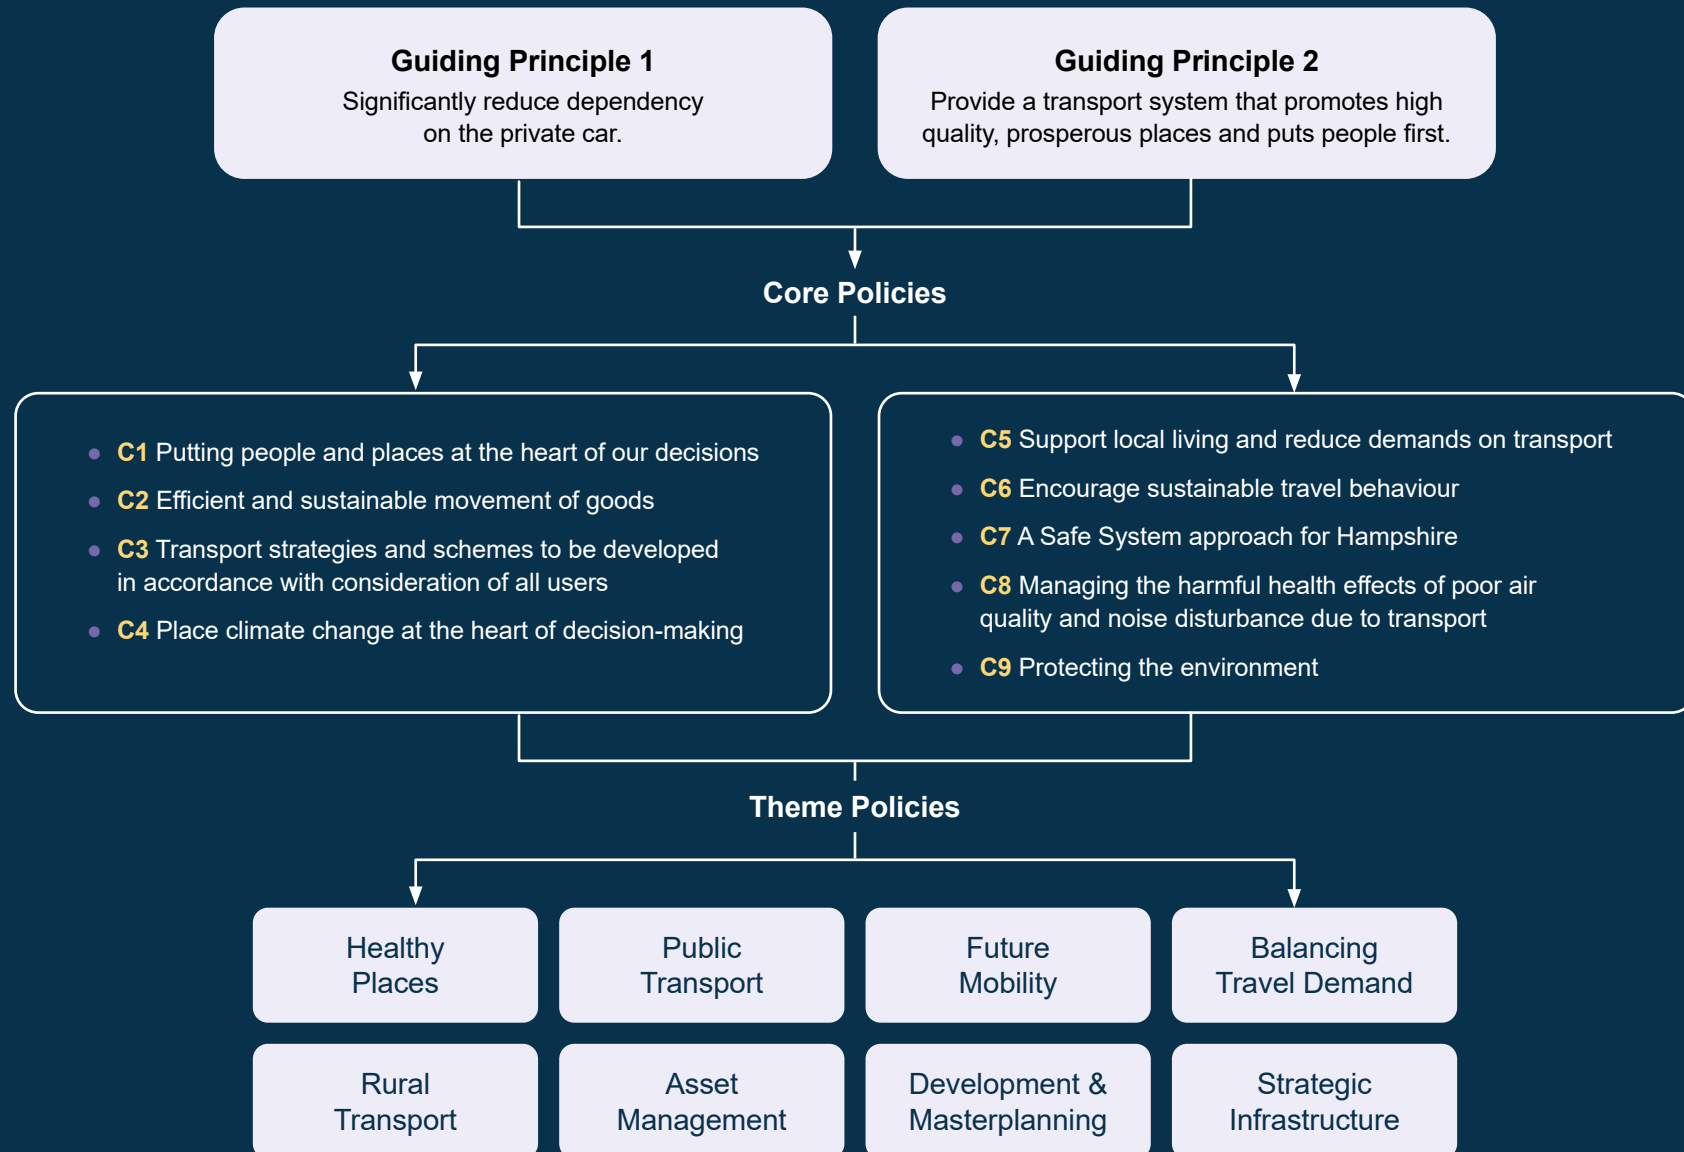 Guiding Principle 1
Significantly reduce dependency
on the private car.
Guiding Principle 2
Provide a transport system that promotes high
quality, prosperous places and puts people first.
Core Policies
C1 Putting people and places at the heart of our decisions
C2 Efficient and sustainable movement of goods
C3 Transport strategies and schemes to be developed
in accordance with consideration of all users
C4 Place climate change at the heart of decision-making
C5 Support local living and reduce demands on transport
C6 Encourage sustainable travel behaviour
C7 A Safe System approach for Hampshire
C8 Managing the harmful health effects of poor air
quality and noise disturbance due to transport
C9 Protecting the environment
Theme Policies
Healthy
Places
Public
Transport
Future
Mobility
Balancing
Travel Demand
Rural
Transport
Asset
Management
Development &
Masterplanning
Strategic
Infrastructure